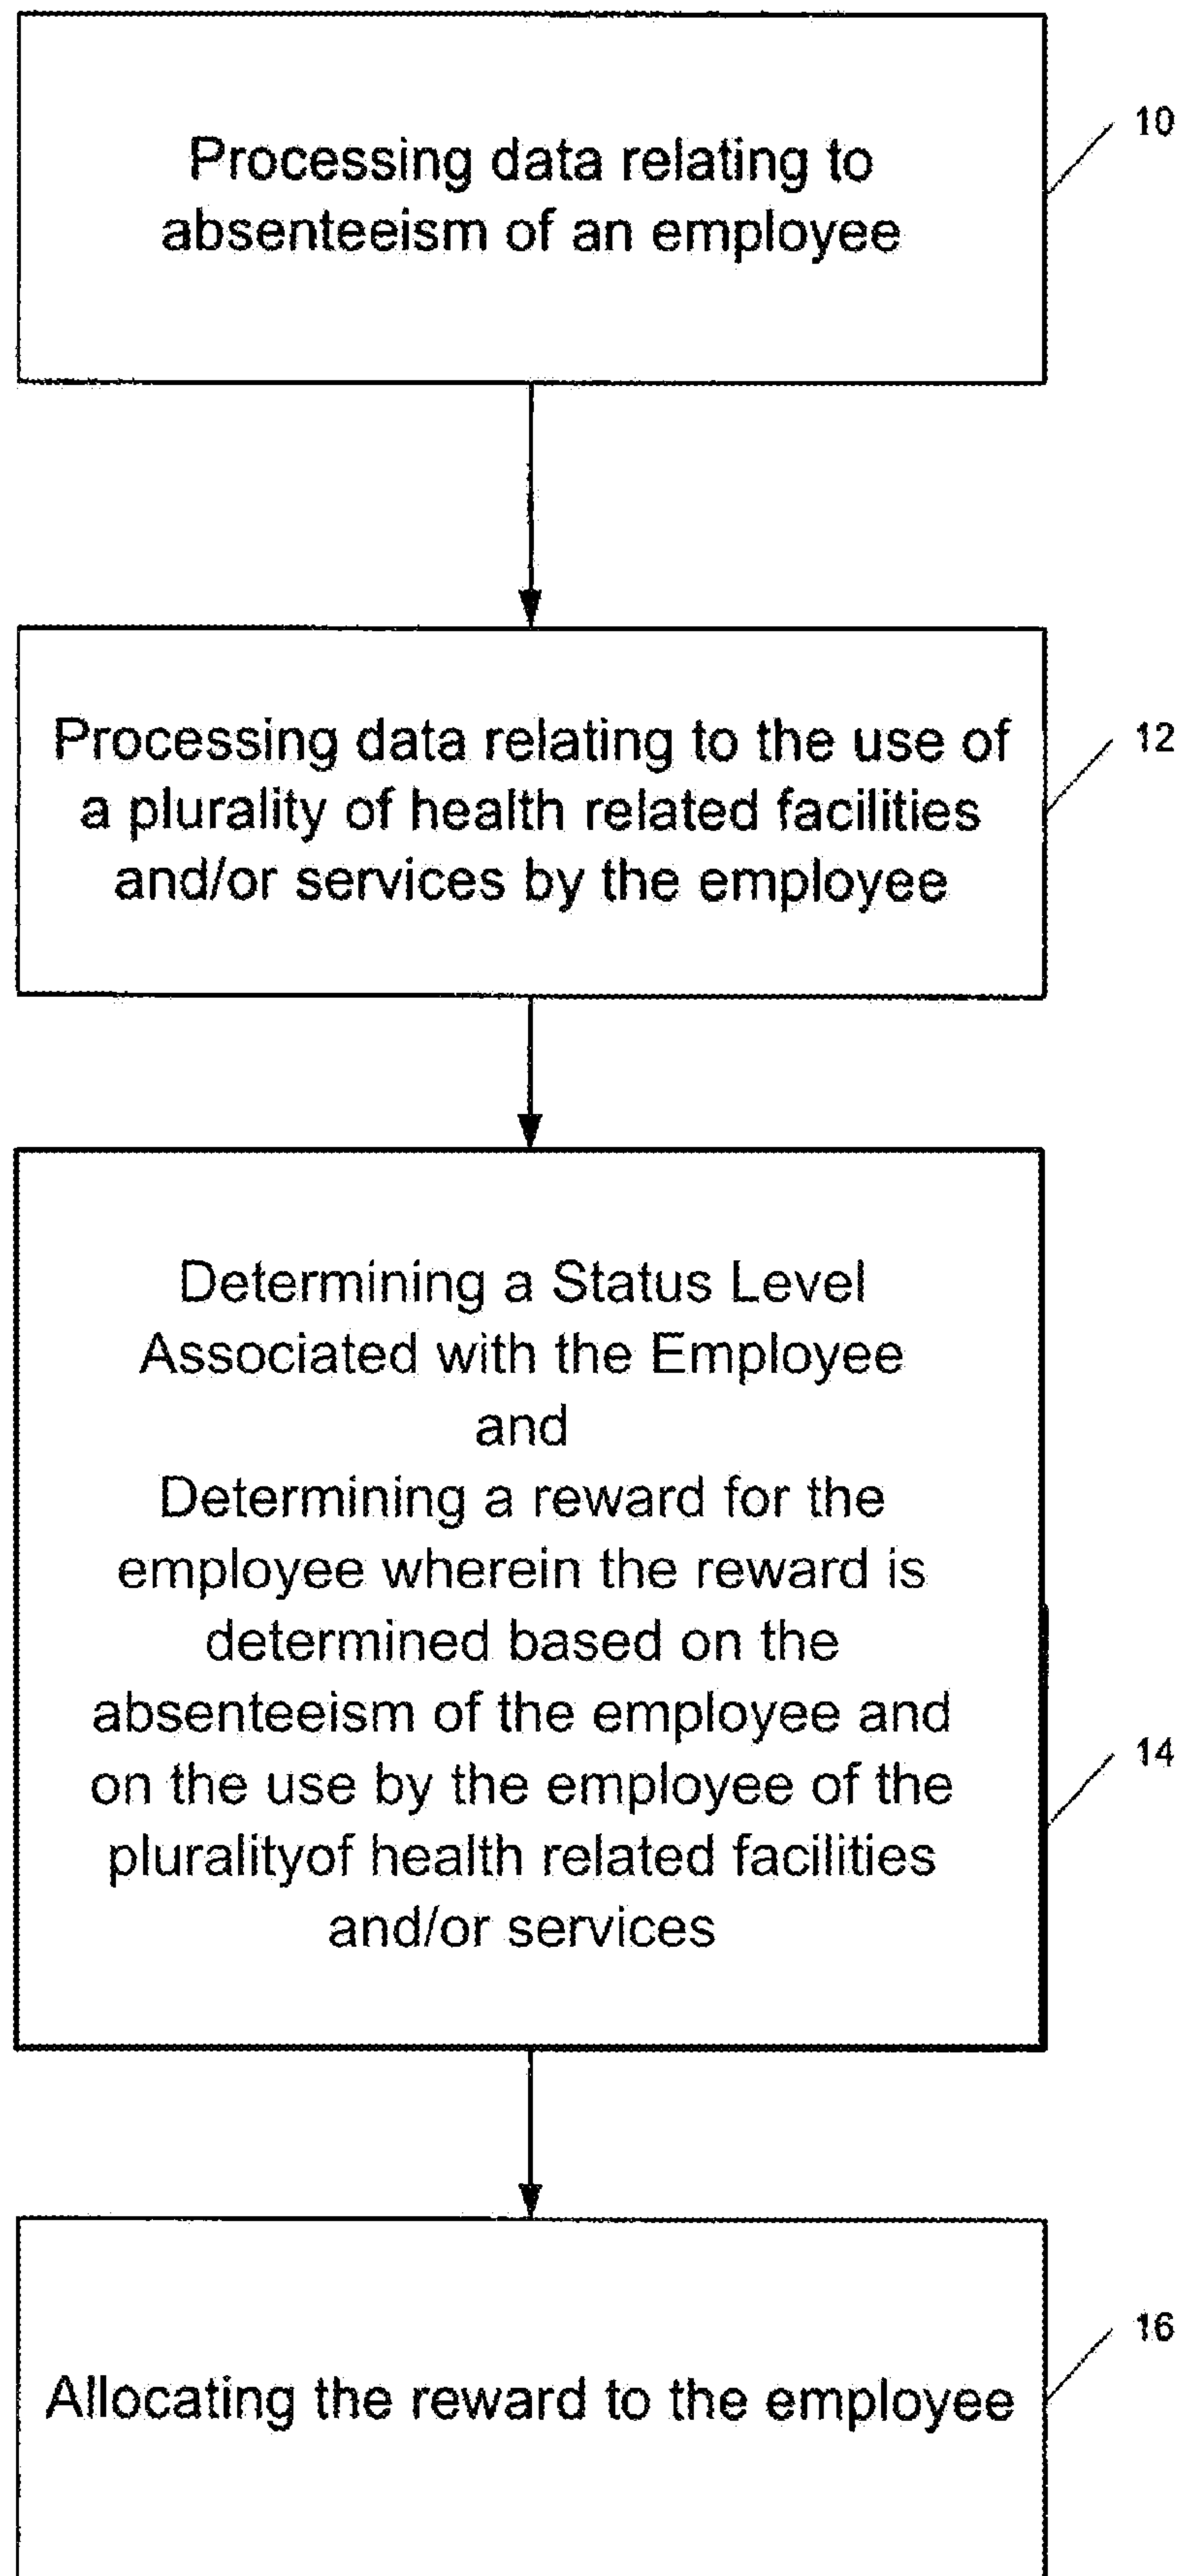 Processing data relating to
absenteeism of an employee
10
Processing data relating to the use of
a plurality of health related facilities
and/or services by the employee
12
Determining a Status Level
Associated with the Employee
and
Determining a reward for the
employee wherein the reward is
determined based on the
absenteeism of the employee and
on the use by the employee of the
pluralityof health related facilities
and/or services
14
Allocating the reward to the employee
16